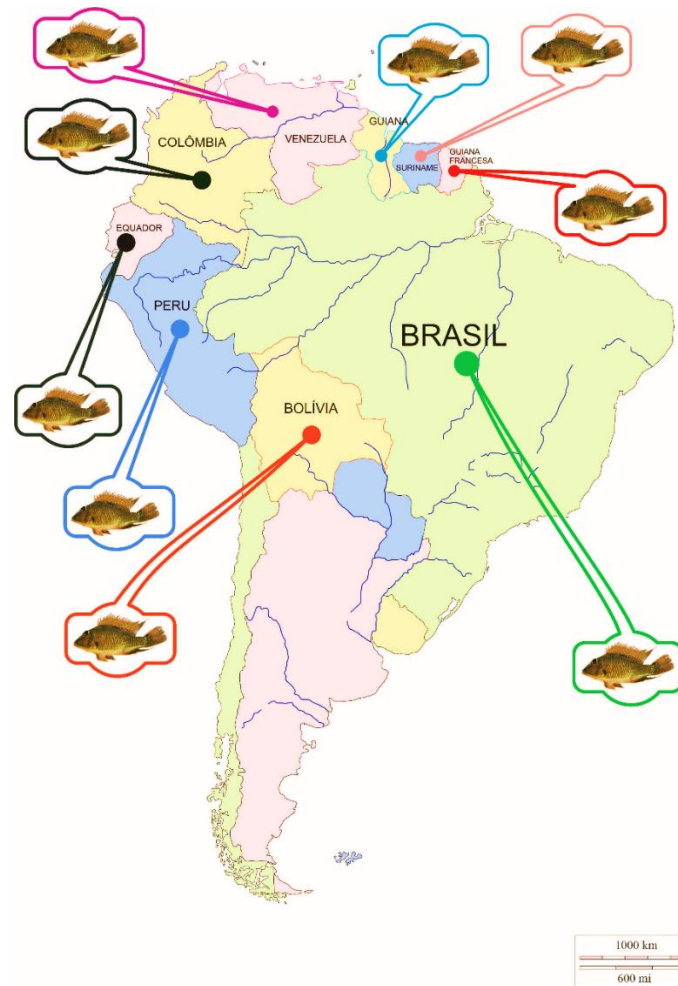 GUIANA
COLÔMBIA
VENEZUELA
GUIANA
FRANCESA
SURINAME
EQUADOR
PERU
BRASIL
BOLÍVIA
1000 km
600 mi